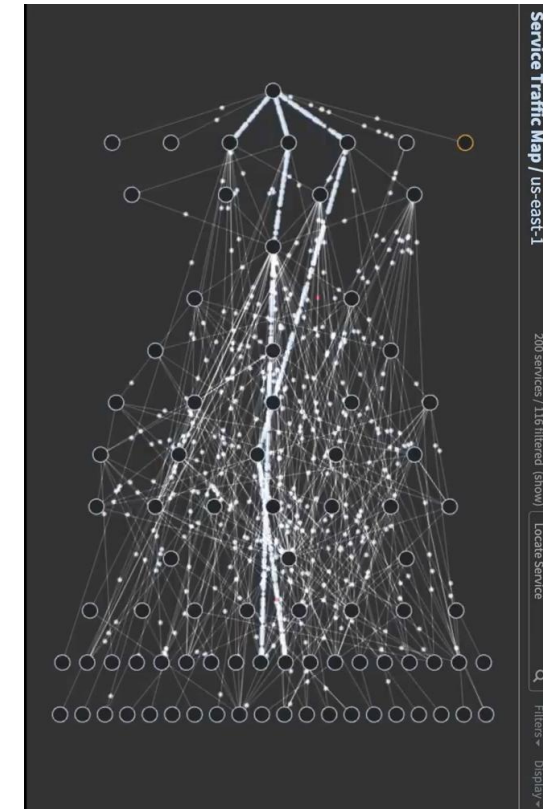 Service Traffic Map / us-east-1
200 services / 116 filtered (show)
Locate Service
Filters
Display